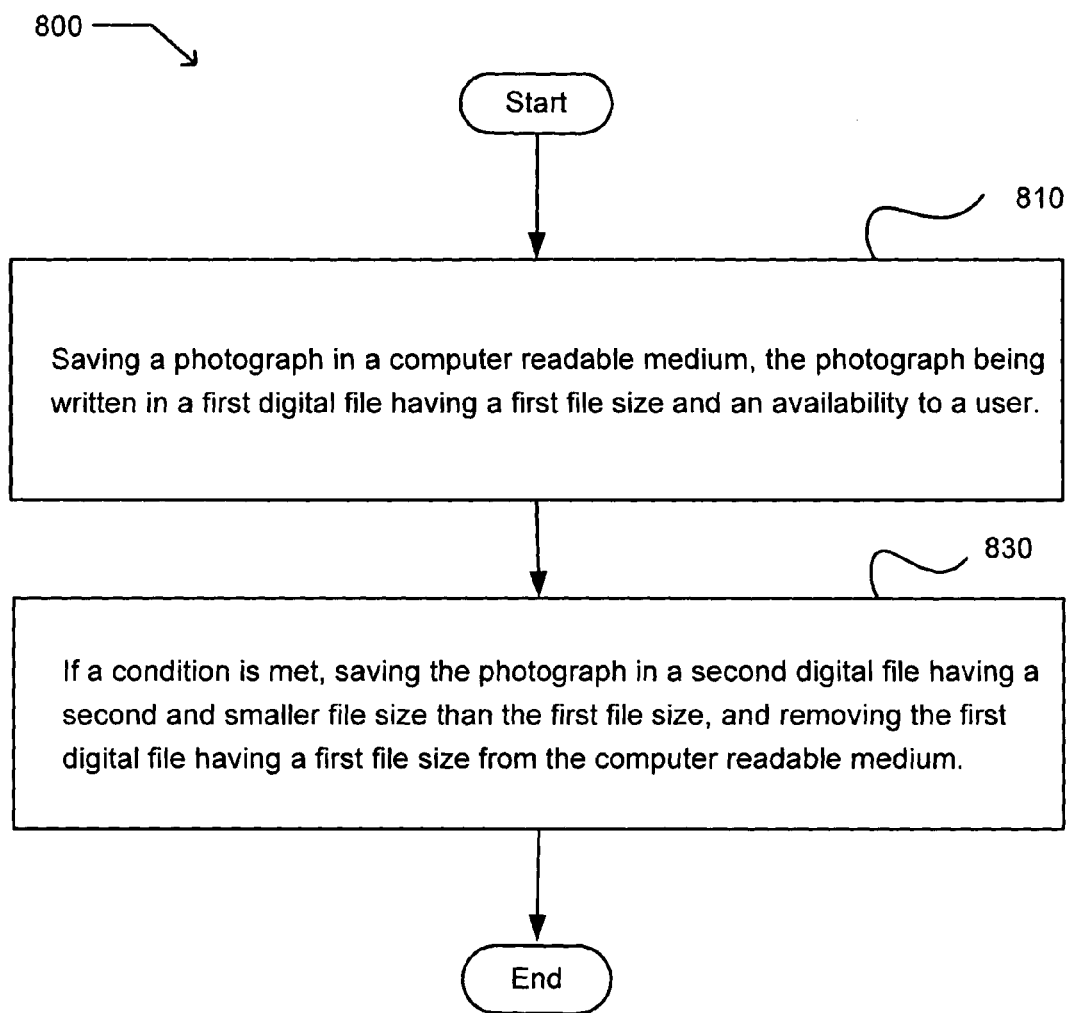 800
Start
810
Saving a photograph in a computer readable medium, the photograph being
written in a first digital file having a first file size and an availability to a user.
830
If a condition is met, saving the photograph in a second digital file having a
second and smaller file size than the first file size, and removing the first
digital file having a first file size from the computer readable medium.
End